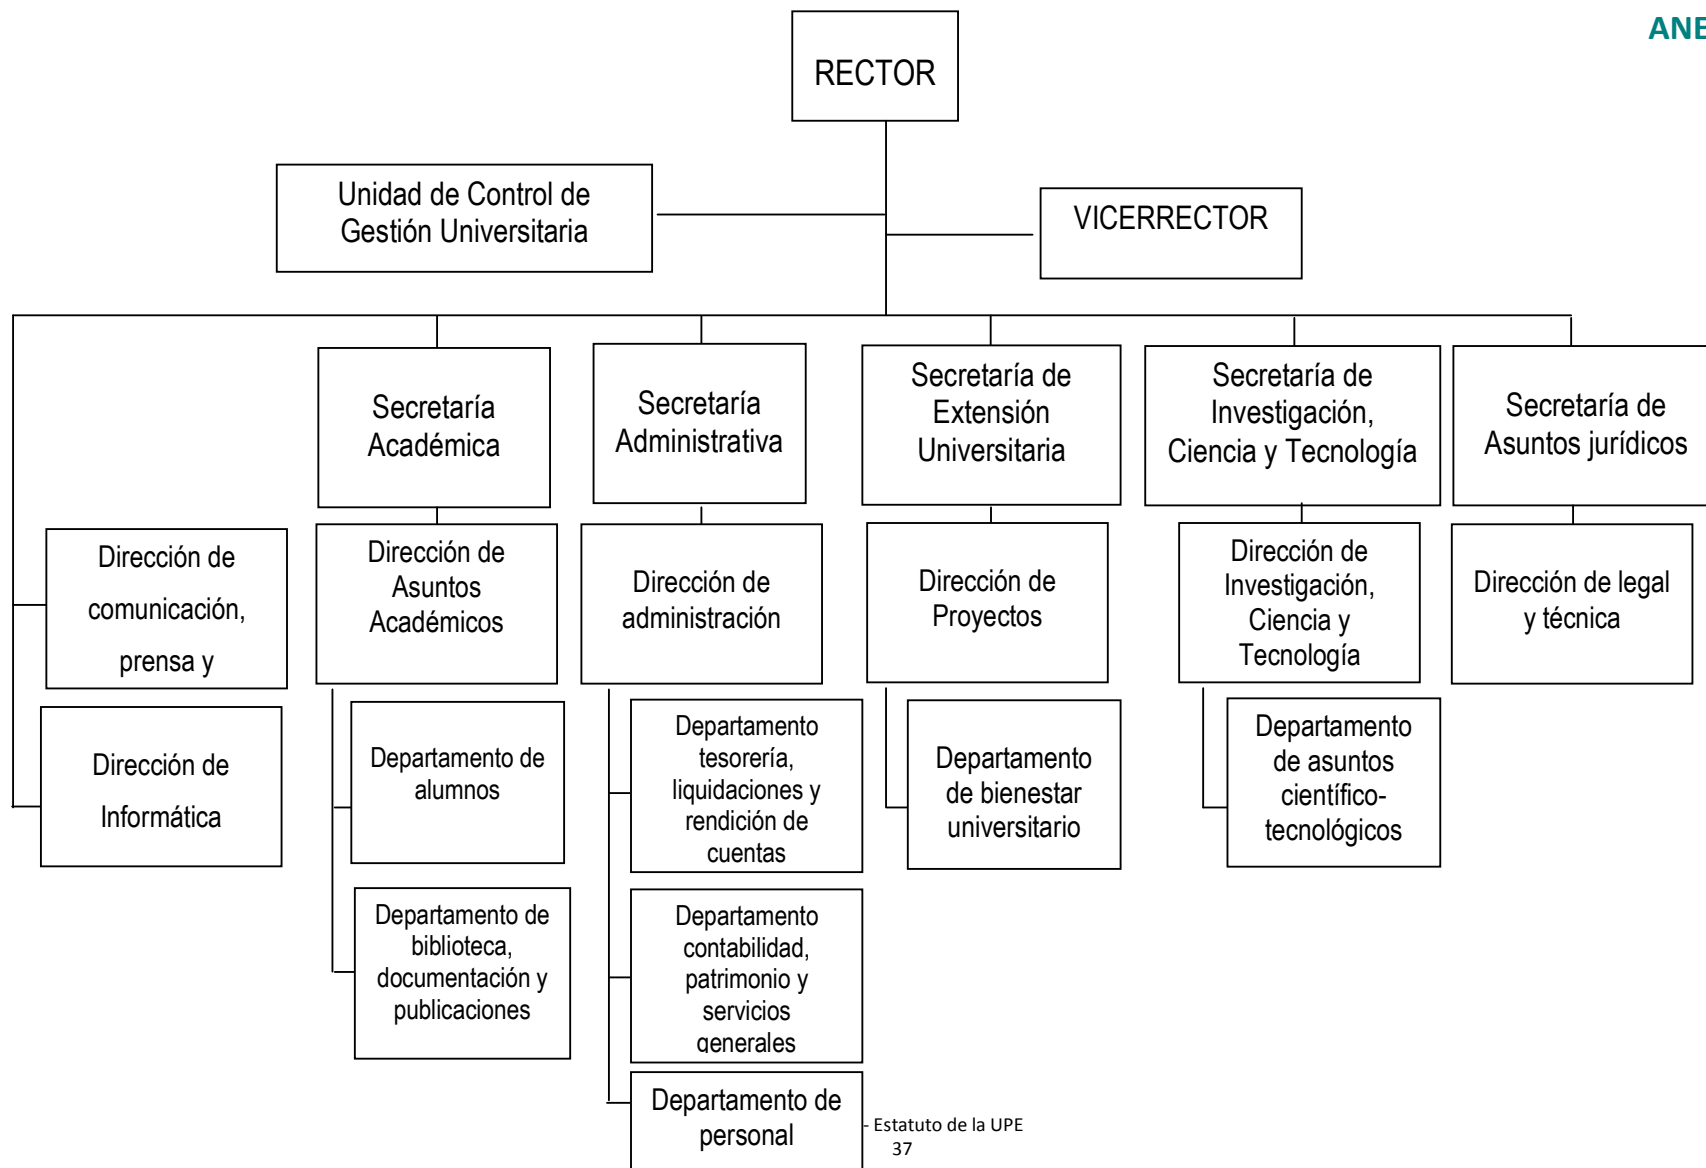 ANE
RECTOR
Unidad de Control de
Gestión Universitaria
VICERRECTOR
Secretaría
Académica
Secretaría
Administrativa
Secretaría de
Extensión
Universitaria
Secretaría de
Investigación,
Ciencia y Tecnología
Secretaría de
Asuntos jurídicos
Dirección de
comunicación,
prensa y
Dirección de
Asuntos
Académicos
Dirección de
administración
Dirección de
Proyectos
Dirección de
Investigación,
Ciencia y
Tecnología
Dirección de legal
y técnica
Dirección de
Informática
Departamento de
alumnos
Departamento
tesorería,
liquidaciones y
rendición de
cuentas
Departamento
de bienestar
universitario
Departamento
de asuntos
científico-
tecnológicos
Departamento de
biblioteca,
documentación y
publicaciones
Departamento
contabilidad,
patrimonio y
servicios
generales
Departamento de
personal
- Estatuto de la UPE
37